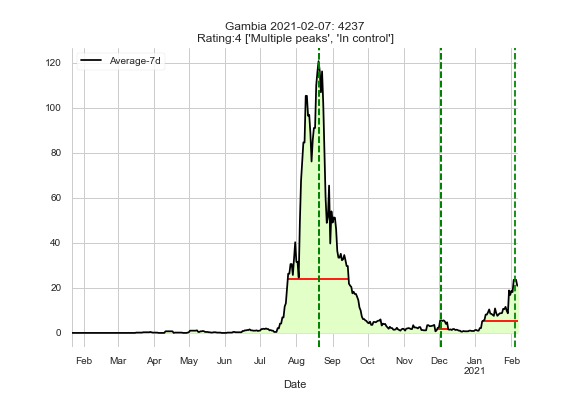 Gambia 2021-02-07: 4237
Rating:4 ['Multiple peaks', 'In control']
Average-7d
120
100
80
60
40
20
0
Feb Mar Apr May Jun Jul Aug Sep Oct Nov Dec Jan Feb
2021
Date